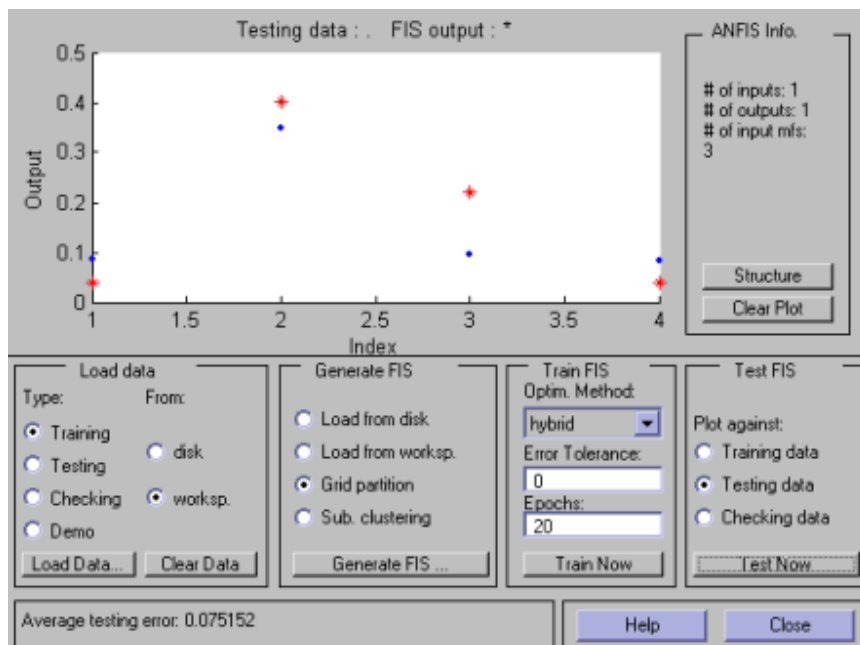 Testing data : .   FIS output : *
Output
0.5
0.4
0.3
0.2
0.1
0
1
1.5
2
2.5
3
3.5
4
Index
ANFIS Info.
# of inputs: 1
# of outputs: 1
# of input mfs:
3
Structure
Clear Plot
Load data
Type:
From:
Training
Testing
Checking
Demo
disk
worksp.
Load Data...
Clear Data
Generate FIS
Load from disk
Load from worksp.
Grid partition
Sub. clustering
Generate FIS ...
Train FIS
Optim. Method:
hybrid
Error Tolerance:
0
Epochs:
20
Train Now
Test FIS
Plot against:
Training data
Testing data
Checking data
Test Now
Average testing error: 0.075152
Help
Close